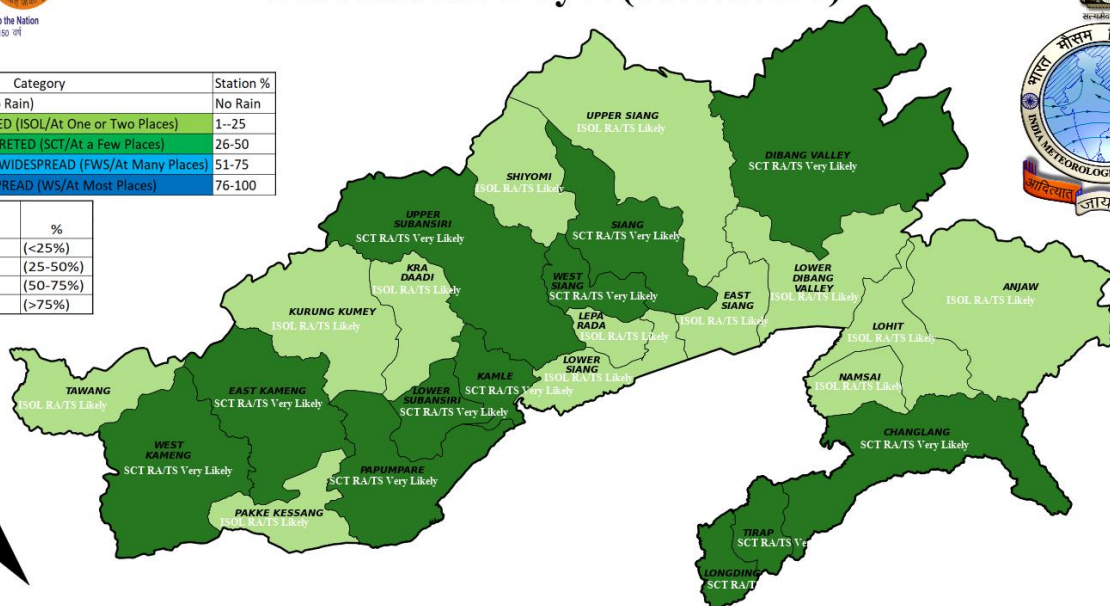 to the Nation
150 वर्ष
Category Station %
Rain) No Rain
ED (ISOL/At One or Two Places) 1--25
RETED (SCT/At a Few Places) 26-50
WIDESPREAD (FWS/At Many Places) 51-75
PREAD (WS/At Most Places) 76-100
%
(<25%)
(25-50%)
(50-75%)
(>75%)
भारत मौसम
INDIA METEOROLOG
आदित्यात
जाय
UPPER SIANG
ISOL RA/TS Likely
DIBANG VALLEY
SCT RA/TS Very Likely
SHIYOMI
ISOL RA/TS Likely
UPPER
SUBANSIRI
SCT RA/TS Very Likely
SIANG
SCT RA/TS Very Likely
KRA
DAADI
ISOL RA/TS Likely
WEST
SIANG
SCT RA/TS Very Likely
LOWER
DIBANG
VALLEY
ISOL RA/TS Likely
ANJAW
ISOL RA/TS Likely
KURUNG KUMEY
ISOL RA/TS Likely
LEPA
RADA
ISOL RA/TS Likely
EAST
SIANG
ISOL RA/TS Likely
LOHIT
ISOL RA/TS Likely
LOWER
SIANG
ISOL RA/TS Likely
NAMSAI
ISOL RA/TS Likely
TAWANG
ISOL RA/TS Likely
EAST KAMENG
SCT RA/TS Very Likely
LOWER
SUBANSIRI
SCT RA/TS Very Likely
KAMLE
SCT RA/TS Very Likely
WEST
KAMENG
SCT RA/TS Very Likely
PAPUMPARE
SCT RA/TS Very Likely
CHANGLANG
SCT RA/TS Very Likely
PAKKE KESSANG
ISOL RA/TS Likely
TIRAP
SCT RA/TS Ve
LONGDING
SCT RA/T